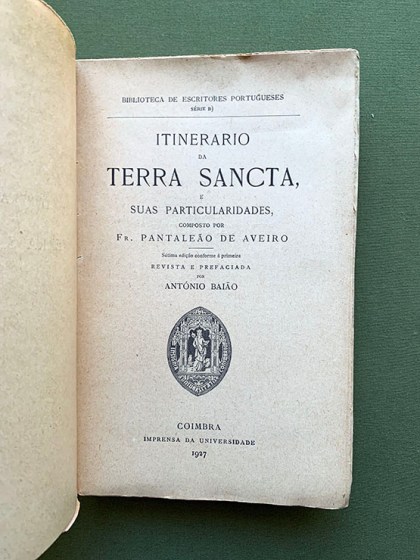 BIBLIOTECA DE ESCRITORES PORTUGUESES
SÉRIE B)
ITINERARIO
DA
TERRA SANCTA,
E
SUAS PARTICULARIDADES,
COMPOSTO POR
FR. PANTALEÃO DE AVEIRO
Setima edição conforme á primeira
REVISTA E PREFACIADA
POR
ANTÓNIO BAIÃO
COIMBRA
IMPRENSA DA UNIVERSIDADE
1927